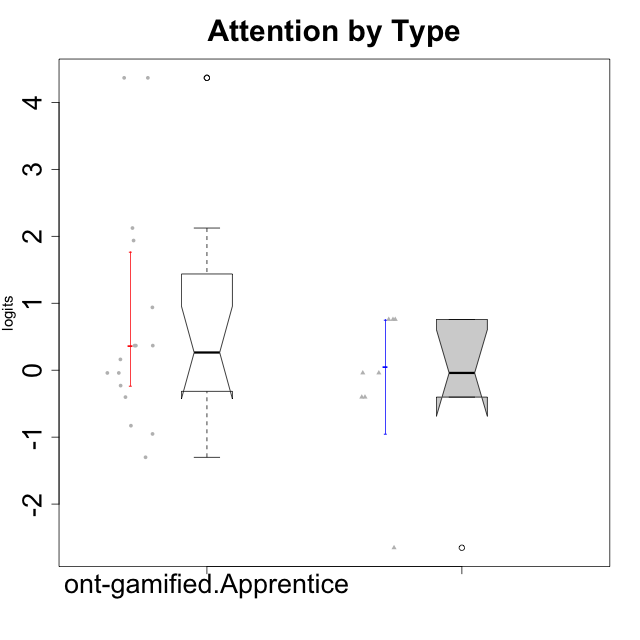 Attention by Type
4
3
2
1
0
-1
-2
logits
ont-gamified.Apprentice